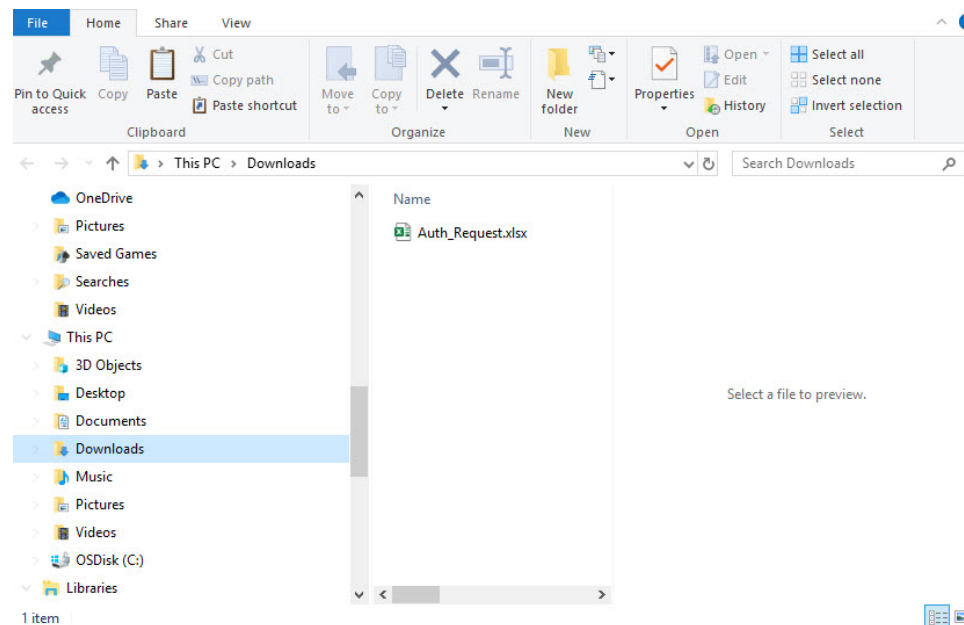 File Home Share View
Pin to Quick access
Copy
Paste
Cut
Copy path
Paste shortcut
Clipboard
Move to
Copy to
Delete
Rename
Organize
New folder
New
Properties
Open
Edit
History
Open
Select all
Select none
Invert selection
Select
This PC > Downloads
Search Downloads
OneDrive
Pictures
Saved Games
Searches
Videos
This PC
3D Objects
Desktop
Documents
Downloads
Music
Pictures
Videos
OSDisk (C:)
Libraries
Name
Auth_Request.xlsx
Select a file to preview.
1 item